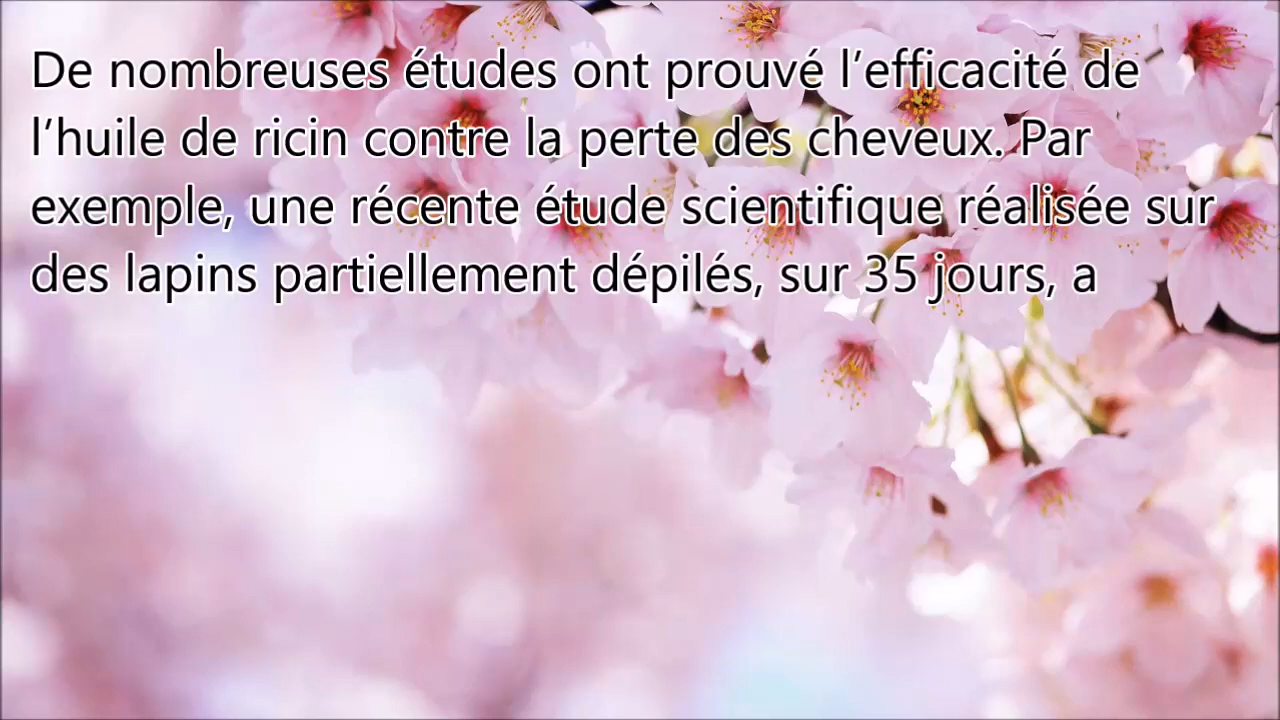 De nombreuses études ont prouvé l’efficacité de
l’huile de ricin contre la perte des cheveux. Par
exemple, une récente étude scientifique réalisée sur
des lapins partiellement dépilés, sur 35 jours, a